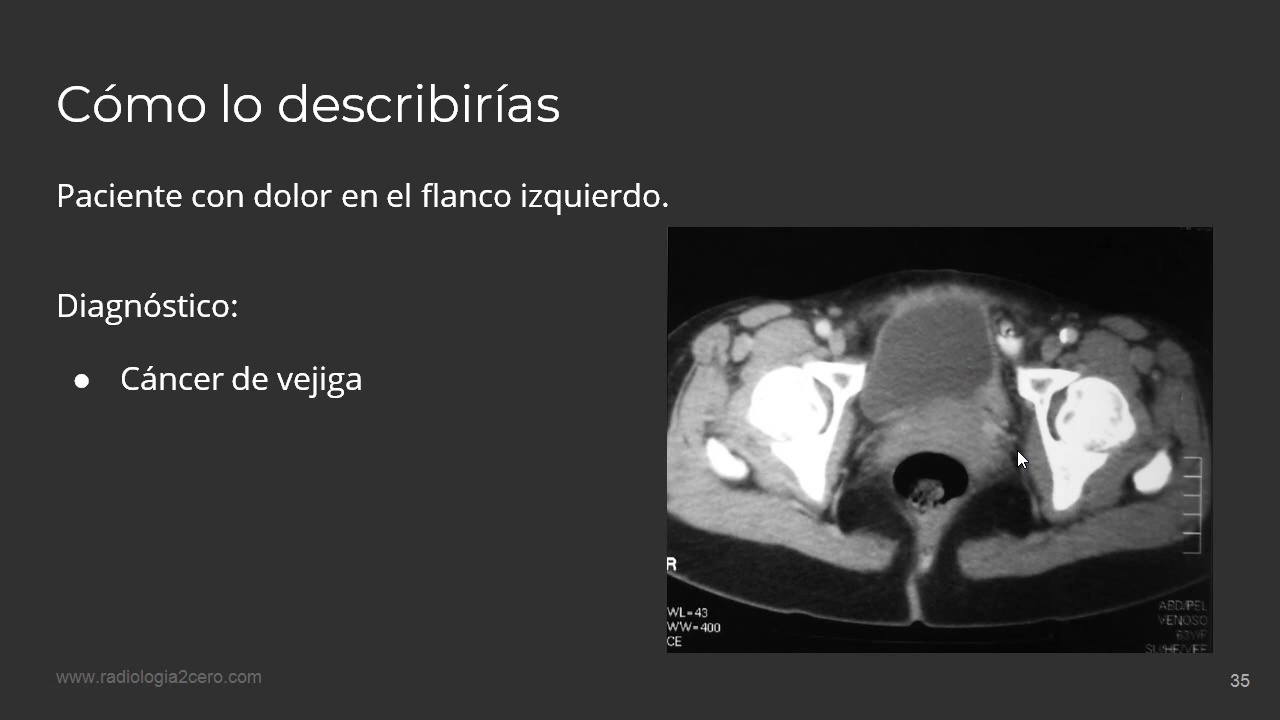 Cómo lo describirías
Paciente con dolor en el flanco izquierdo.
Diagnóstico:
● Cáncer de vejiga
R
WL=43
WW=400
CE
ABD/PEL
VENOSO
www.radiologia2cero.com
35